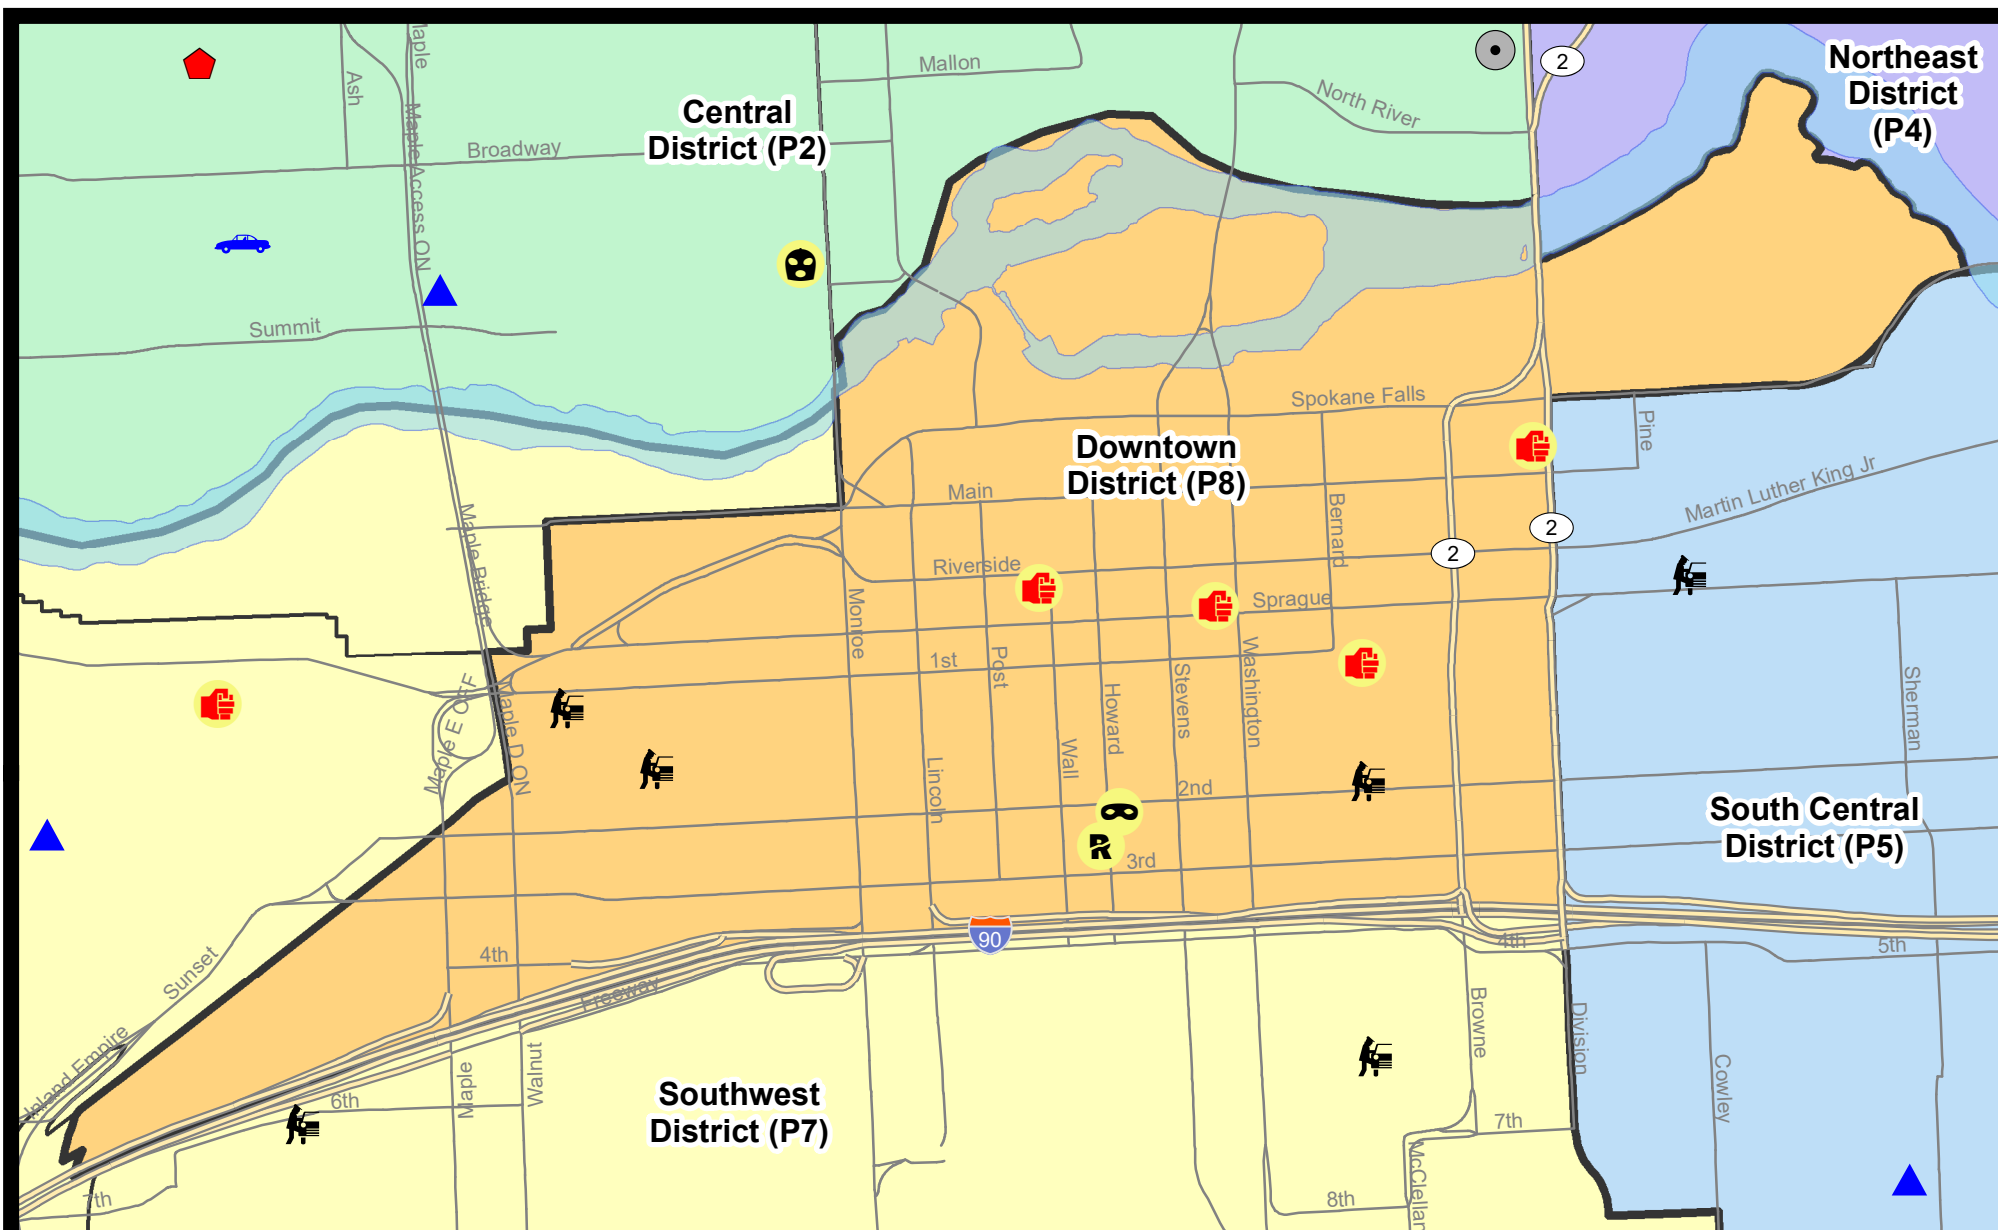 Maple
Ash
Mallon
2
Northeast
District
(P4)
Central
District (P2)
North River
Broadway
Maple Access ON
Summit
Spokane Falls
Pine
Downtown
District (P8)
Main
Bernard
Martin Luther King Jr
Maple Bridge
2
2
Riverside
Monroe
Sprague
1st
Post
Howard
Stevens
Washington
Sherman
Maple E OFF
Maple D ON
Wall
Lincoln
2nd
South Central
District (P5)
3rd
R
90
4th
4th
5th
Sunset
Freeway
Browne
Division
Inland Empire
Maple
Walnut
Cowley
6th
Southwest
District (P7)
7th
7th
8th
McClellan